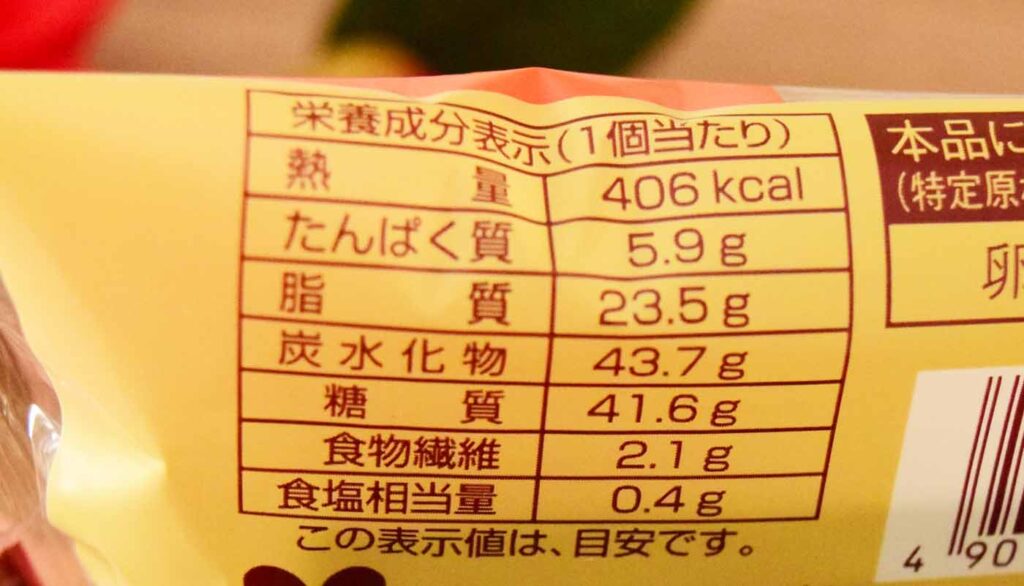 栄養成分表示(1個当たり)
熱量 406 kcal
たんぱく質 5.9 g
脂質 23.5 g
炭水化物 43.7 g
糖質 41.6 g
食物繊維 2.1 g
食塩相当量 0.4 g
この表示値は、目安です。
本品に
(特定原
卵
4 90